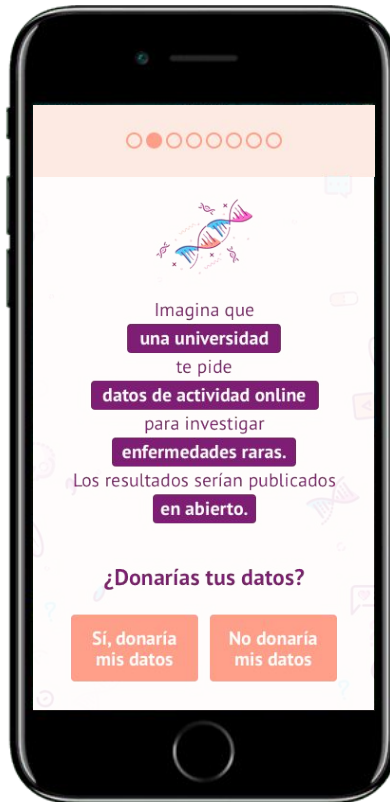 Imagina que
una universidad
te pide
datos de actividad online
para investigar
enfermedades raras.
Los resultados serían publicados
en abierto.
¿Donarías tus datos?
Sí, donaría
mis datos
No donaría
mis datos